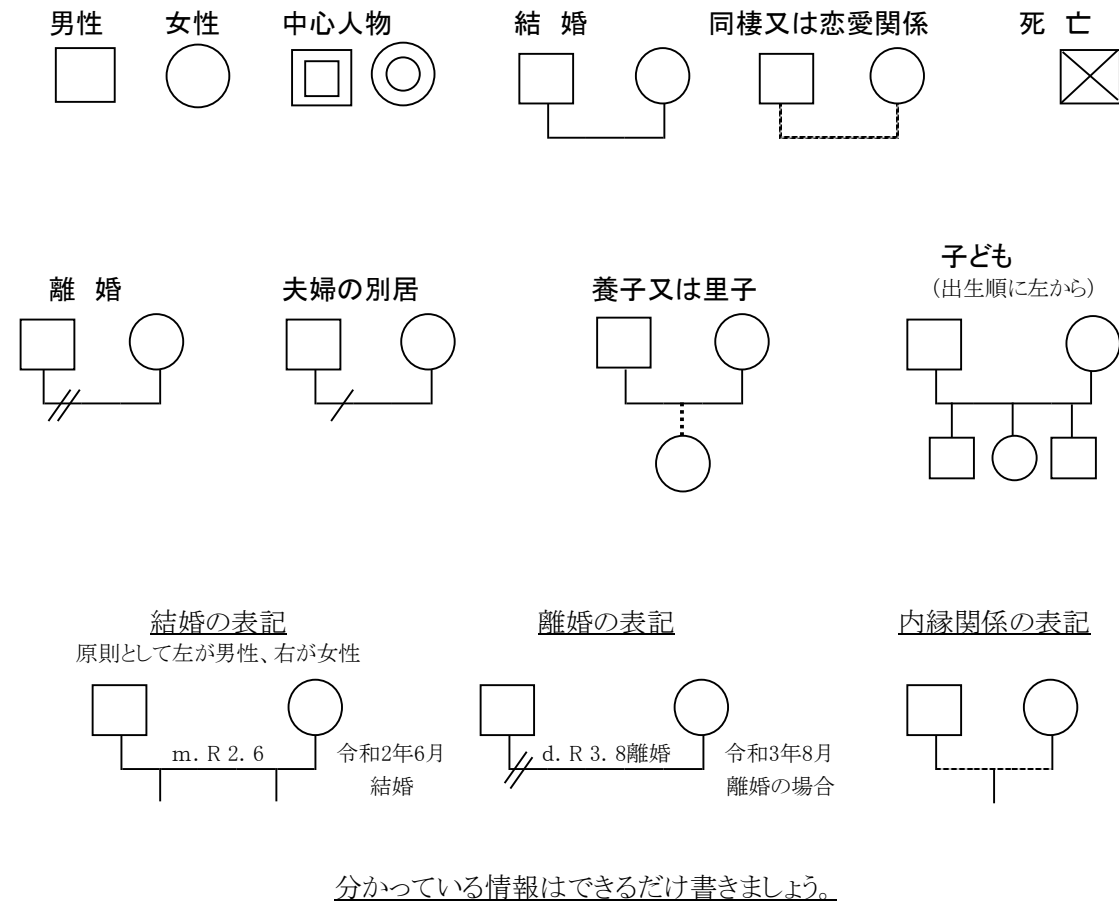 男性 女性 中心人物 結 婚 同棲又は恋愛関係 死 亡
離 婚 夫婦の別居 養子又は里子 子ども
（出生順に左から）
結婚の表記 離婚の表記 内縁関係の表記
原則として左が男性、右が女性
m. R 2. 6 令和2年6月 d. R 3. 8離婚 令和3年8月
結婚 離婚の場合
分かっている情報はできるだけ書きましょう。